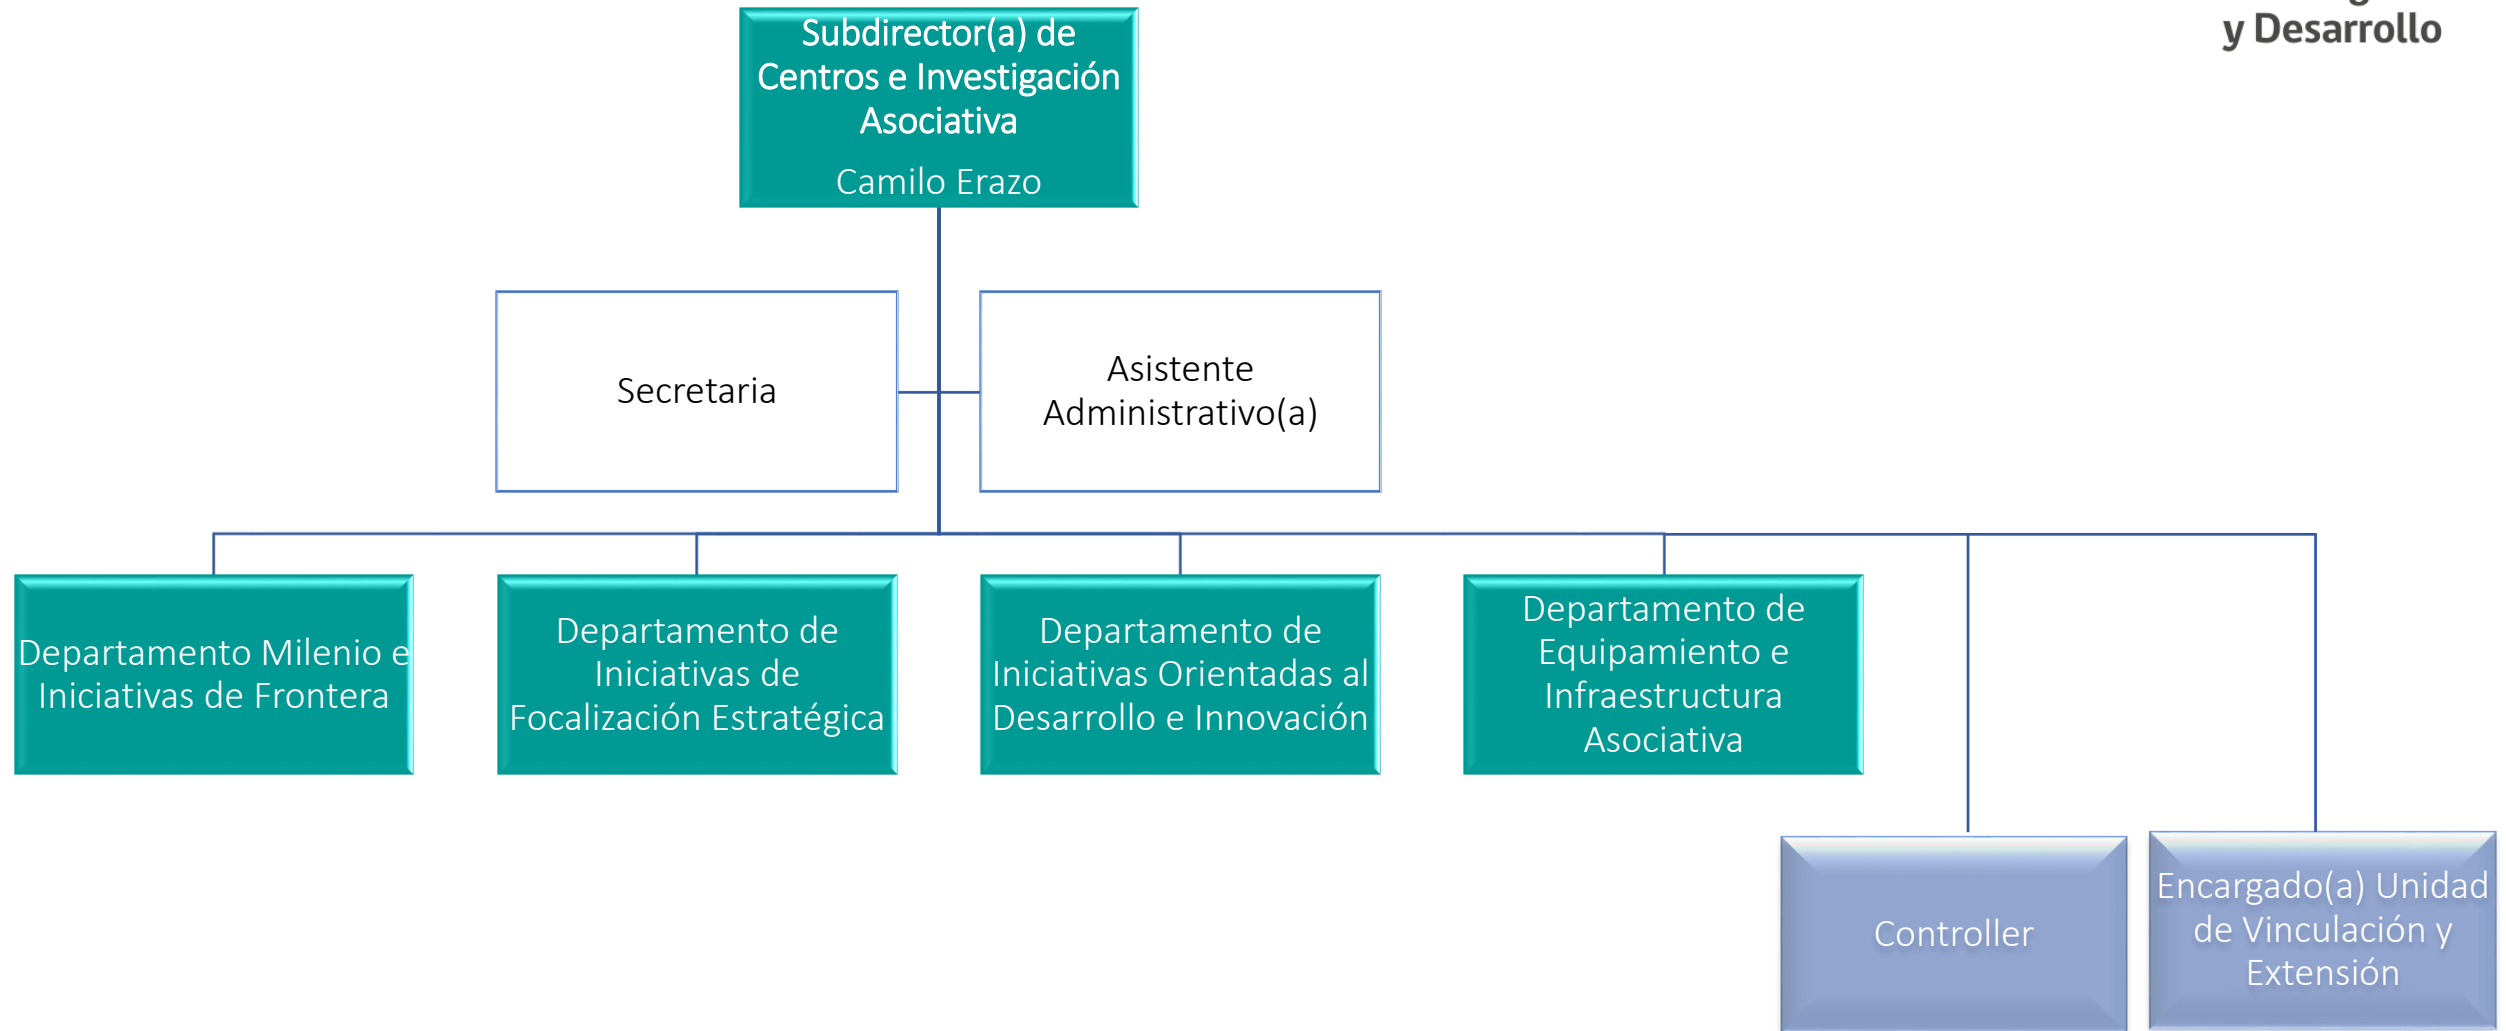 y Desarrollo
Subdirector(a) de
Centros e Investigación
Asociativa
Camilo Erazo
Secretaria
Asistente
Administrativo(a)
Departamento Milenio e
Iniciativas de Frontera
Departamento de
Iniciativas de
Focalización Estratégica
Departamento de
Iniciativas Orientadas al
Desarrollo e Innovación
Departamento de
Equipamiento e
Infraestructura
Asociativa
Controller
Encargado(a) Unidad
de Vinculación y
Extensión